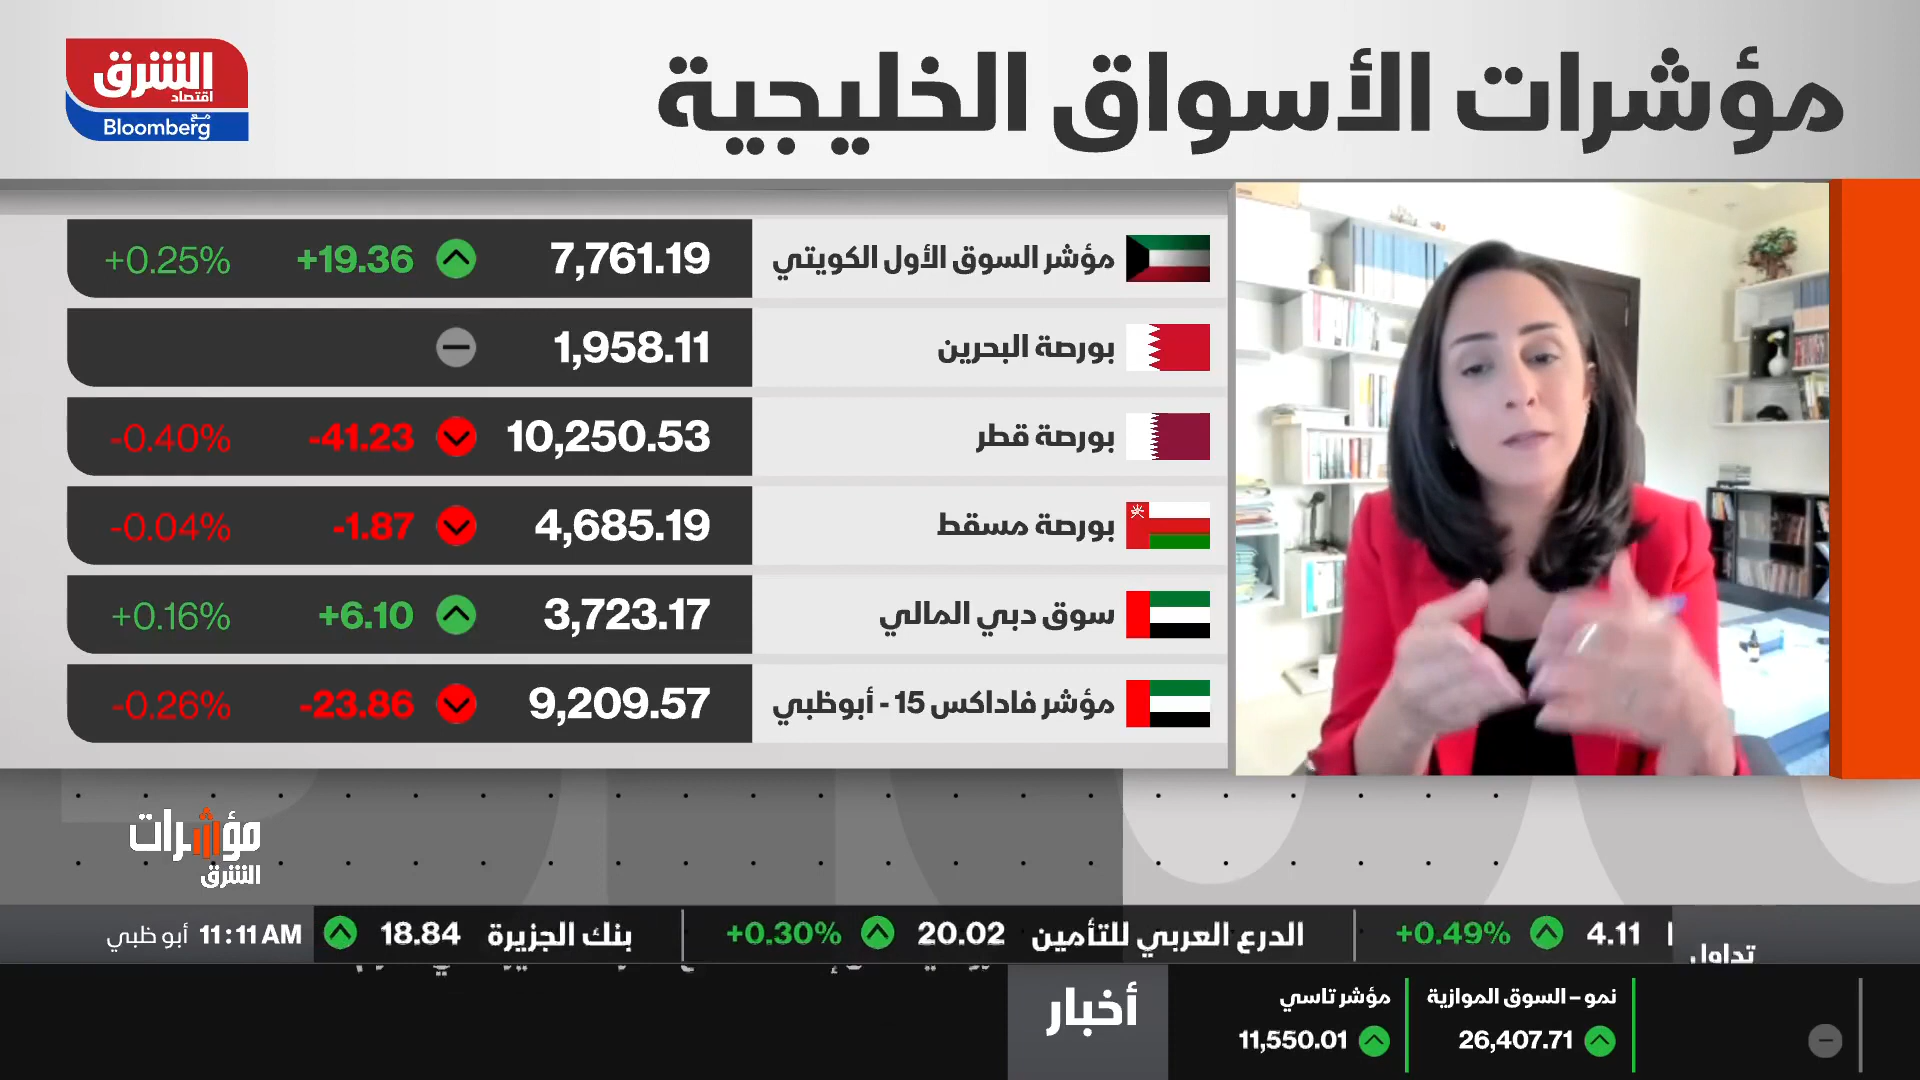 مؤشرات الأسواق الخليجية
الشرق
اقتصاد
مع
Bloomberg
مؤشر السوق الأول الكويتي 7,761.19 +19.36 +0.25%
بورصة البحرين 1,958.11
بورصة قطر 10,250.53 -41.23 -0.40%
بورصة مسقط 4,685.19 -1.87 -0.04%
سوق دبي المالي 3,723.17 +6.10 +0.16%
مؤشر فاداكس 15 - أبوظبي 9,209.57 -23.86 -0.26%
مؤشرات
الشرق
تداول 4.11 +0.49% الدرع العربي للتأمين 20.02 +0.30% بنك الجزيرة 18.84
11:11 AM أبو ظبي
نمو – السوق الموازية
26,407.71
مؤشر تاسي
11,550.01
أخبار